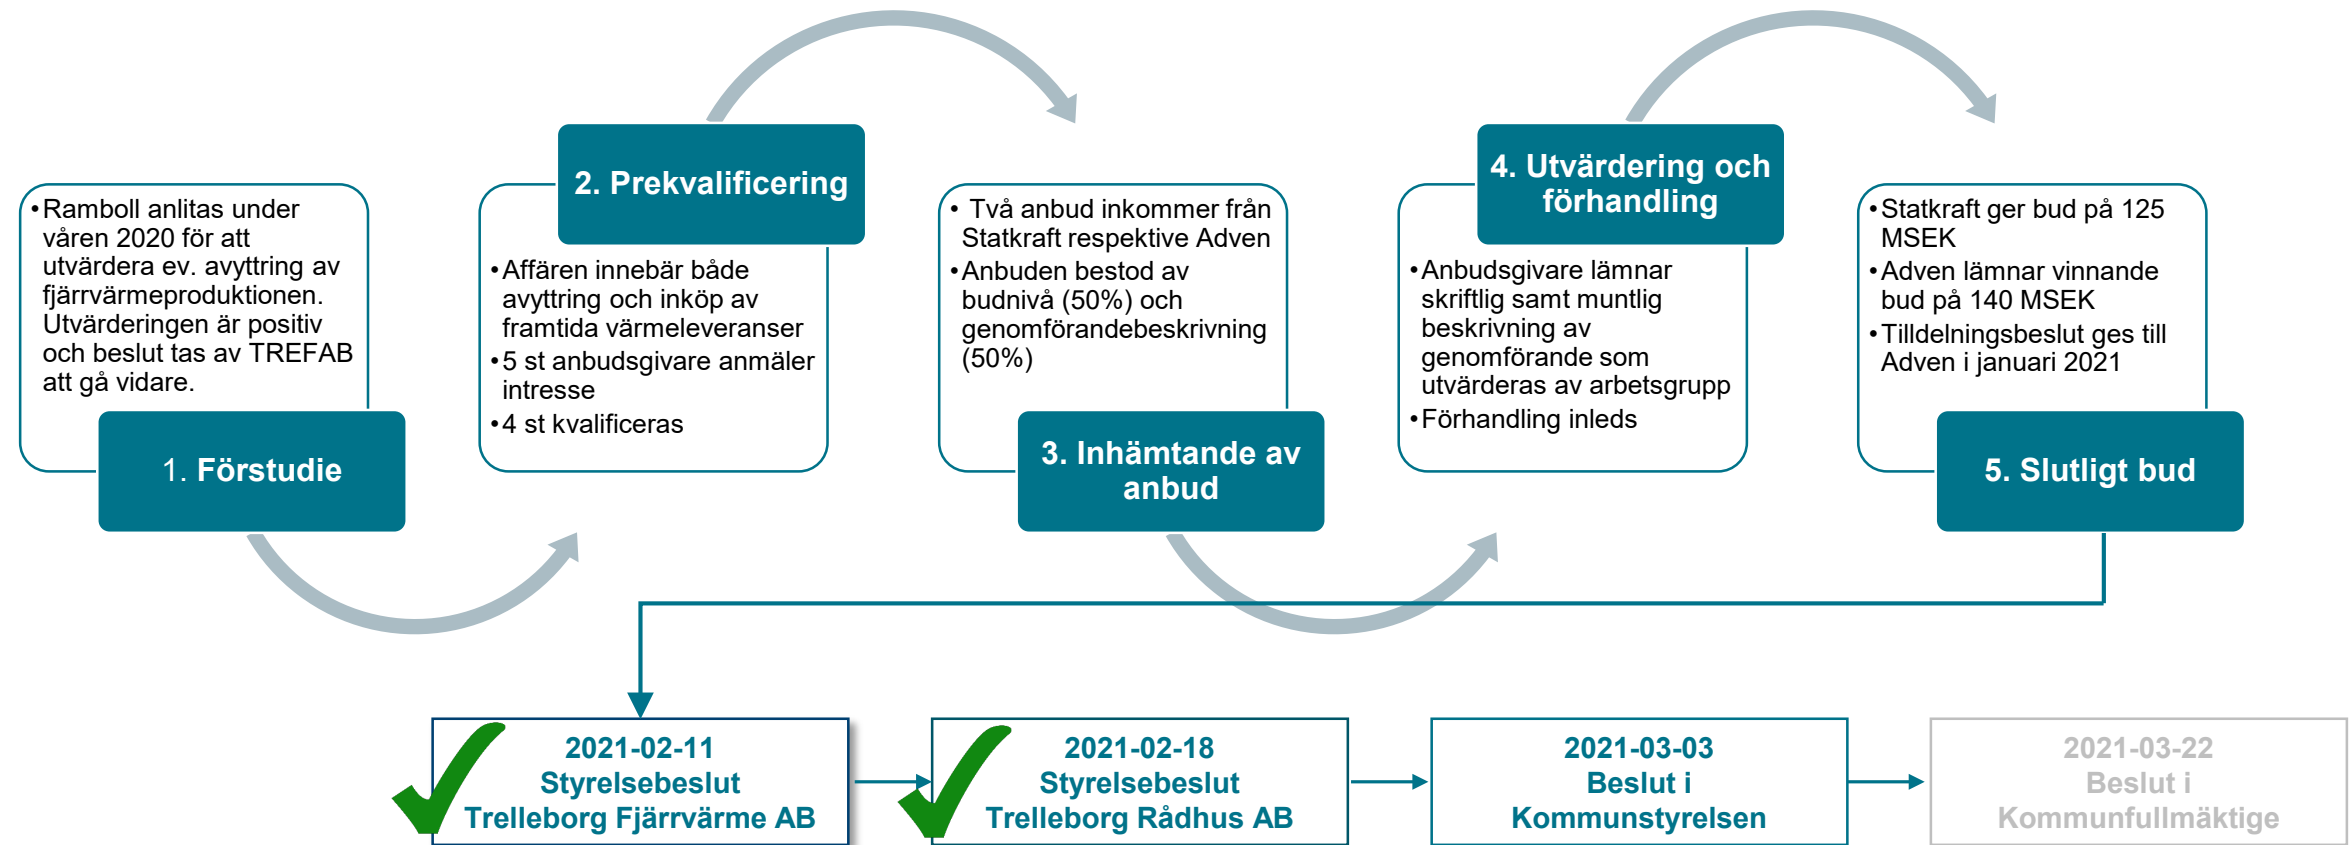 •Ramboll anlitas under
våren 2020 för att
utvärdera ev. avyttring av
fjärrvärmeproduktionen.
Utvärderingen är positiv
och beslut tas av TREFAB
att gå vidare.
1. Förstudie
2. Prekvalificering
•Affären innebär både
avyttring och inköp av
framtida värmeleveranser
•5 st anbudsgivare anmäler
intresse
•4 st kvalificeras
• Två anbud inkommer från
Statkraft respektive Adven
•Anbuden bestod av
budnivå (50%) och
genomförandebeskrivning
(50%)
3. Inhämtande av
anbud
4. Utvärdering och
förhandling
•Anbudsgivare lämnar
skriftlig samt muntlig
beskrivning av
genomförande som
utvärderas av arbetsgrupp
•Förhandling inleds
•Statkraft ger bud på 125
MSEK
•Adven lämnar vinnande
bud på 140 MSEK
•Tilldelningsbeslut ges till
Adven i januari 2021
5. Slutligt bud
2021-02-11
Styrelsebeslut
Trelleborg Fjärrvärme AB
2021-02-18
Styrelsebeslut
Trelleborg Rådhus AB
2021-03-03
Beslut i
Kommunstyrelsen
2021-03-22
Beslut i
Kommunfullmäktige